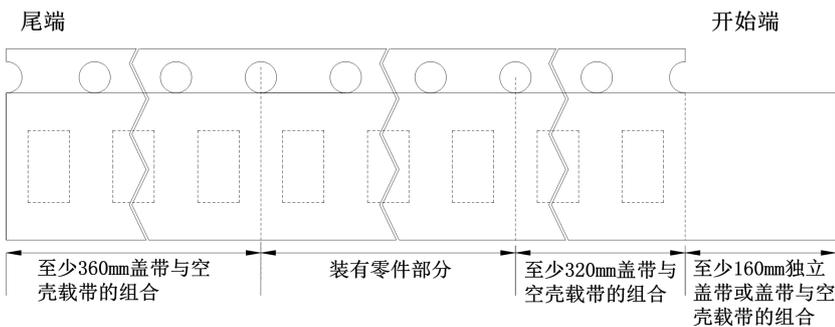 尾端
开始端
至少360mm盖带与空
壳载带的组合
装有零件部分
至少320mm盖带与
空壳载带的组合
至少160mm独立
盖带或盖带与空
壳载带的组合